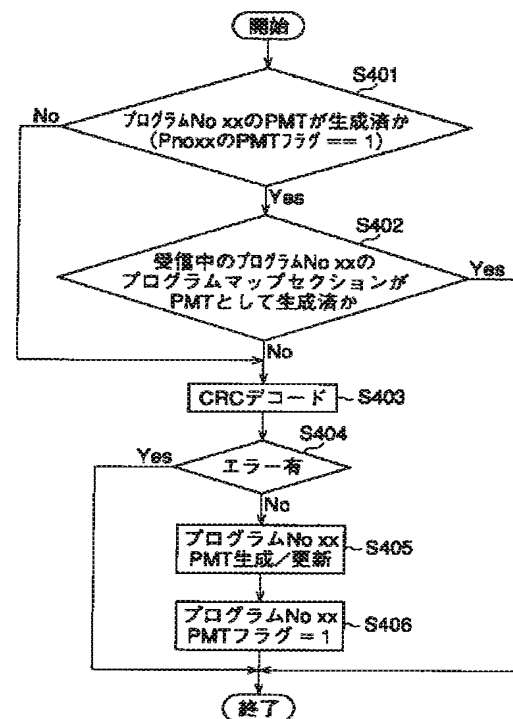 開始
S401
プログラムNo xxのPMTが生成済か
(PnoxxのPMTフラグ == 1)
No
Yes
S402
受信中のプログラムNo xxの
プログラムマップセクションが
PMTとして生成済か
Yes
No
CRCデコード
S403
S404
エラー有
Yes
No
プログラムNo xx
PMT生成/更新
S405
プログラムNo xx
PMTフラグ = 1
S406
終了